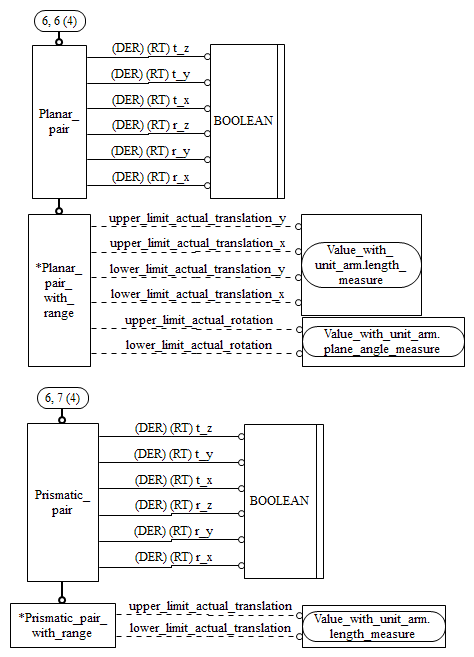 6, 6 (4)
(DER) (RT) t_z
(DER) (RT) t_y
(DER) (RT) t_x
(DER) (RT) r_z
(DER) (RT) r_y
(DER) (RT) r_x
Planar_
pair
BOOLEAN
upper_limit_actual_translation_y
upper_limit_actual_translation_x
lower_limit_actual_translation_y
lower_limit_actual_translation_x
upper_limit_actual_rotation
lower_limit_actual_rotation
*Planar_
pair_
with_
range
Value_with_
unit_arm.length_
measure
Value_with_unit_arm.
plane_angle_measure
6, 7 (4)
(DER) (RT) t_z
(DER) (RT) t_y
(DER) (RT) t_x
(DER) (RT) r_z
(DER) (RT) r_y
(DER) (RT) r_x
Prismatic_
pair
BOOLEAN
upper_limit_actual_translation
lower_limit_actual_translation
*Prismatic_pair_
with_range
Value_with_unit_arm.
length_measure